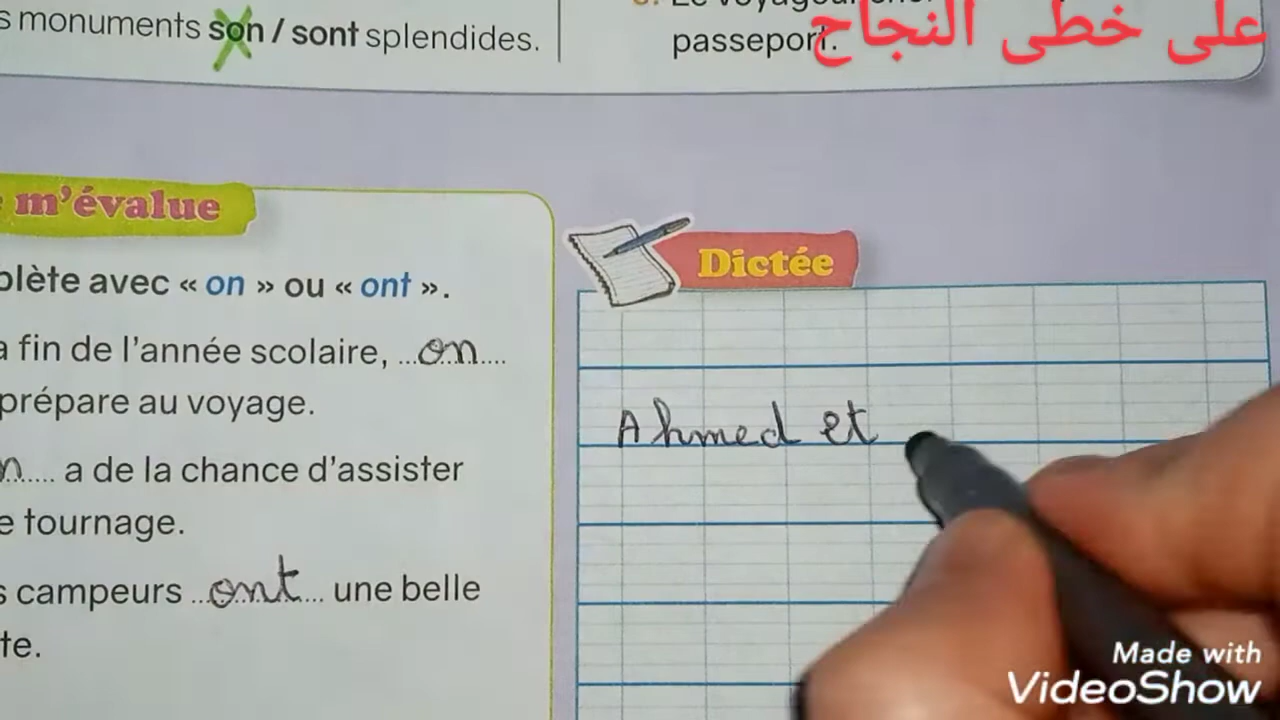 s monuments son / sont splendides.
passeport.
على خطى النجاح
m'évalue
plète avec « on » ou « ont ».
a fin de l'année scolaire, ...on....
prépare au voyage.
n..... a de la chance d'assister
e tournage.
s campeurs ...ont.... une belle
te.
Dictée
Ahmed et
Made with
VideoShow